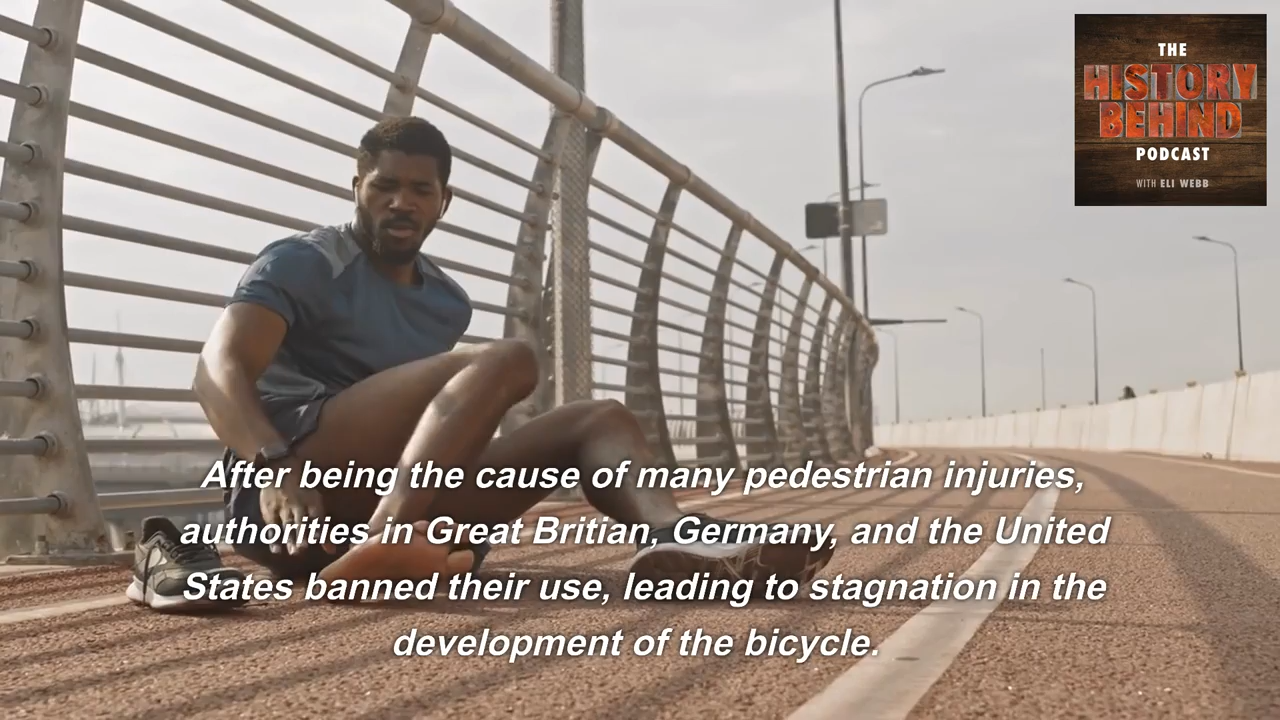 THE
HISTORY
BEHIND
PODCAST
WITH ELI WEBB
After being the cause of many pedestrian injuries,
authorities in Great Britian, Germany, and the United
States banned their use, leading to stagnation in the
development of the bicycle.